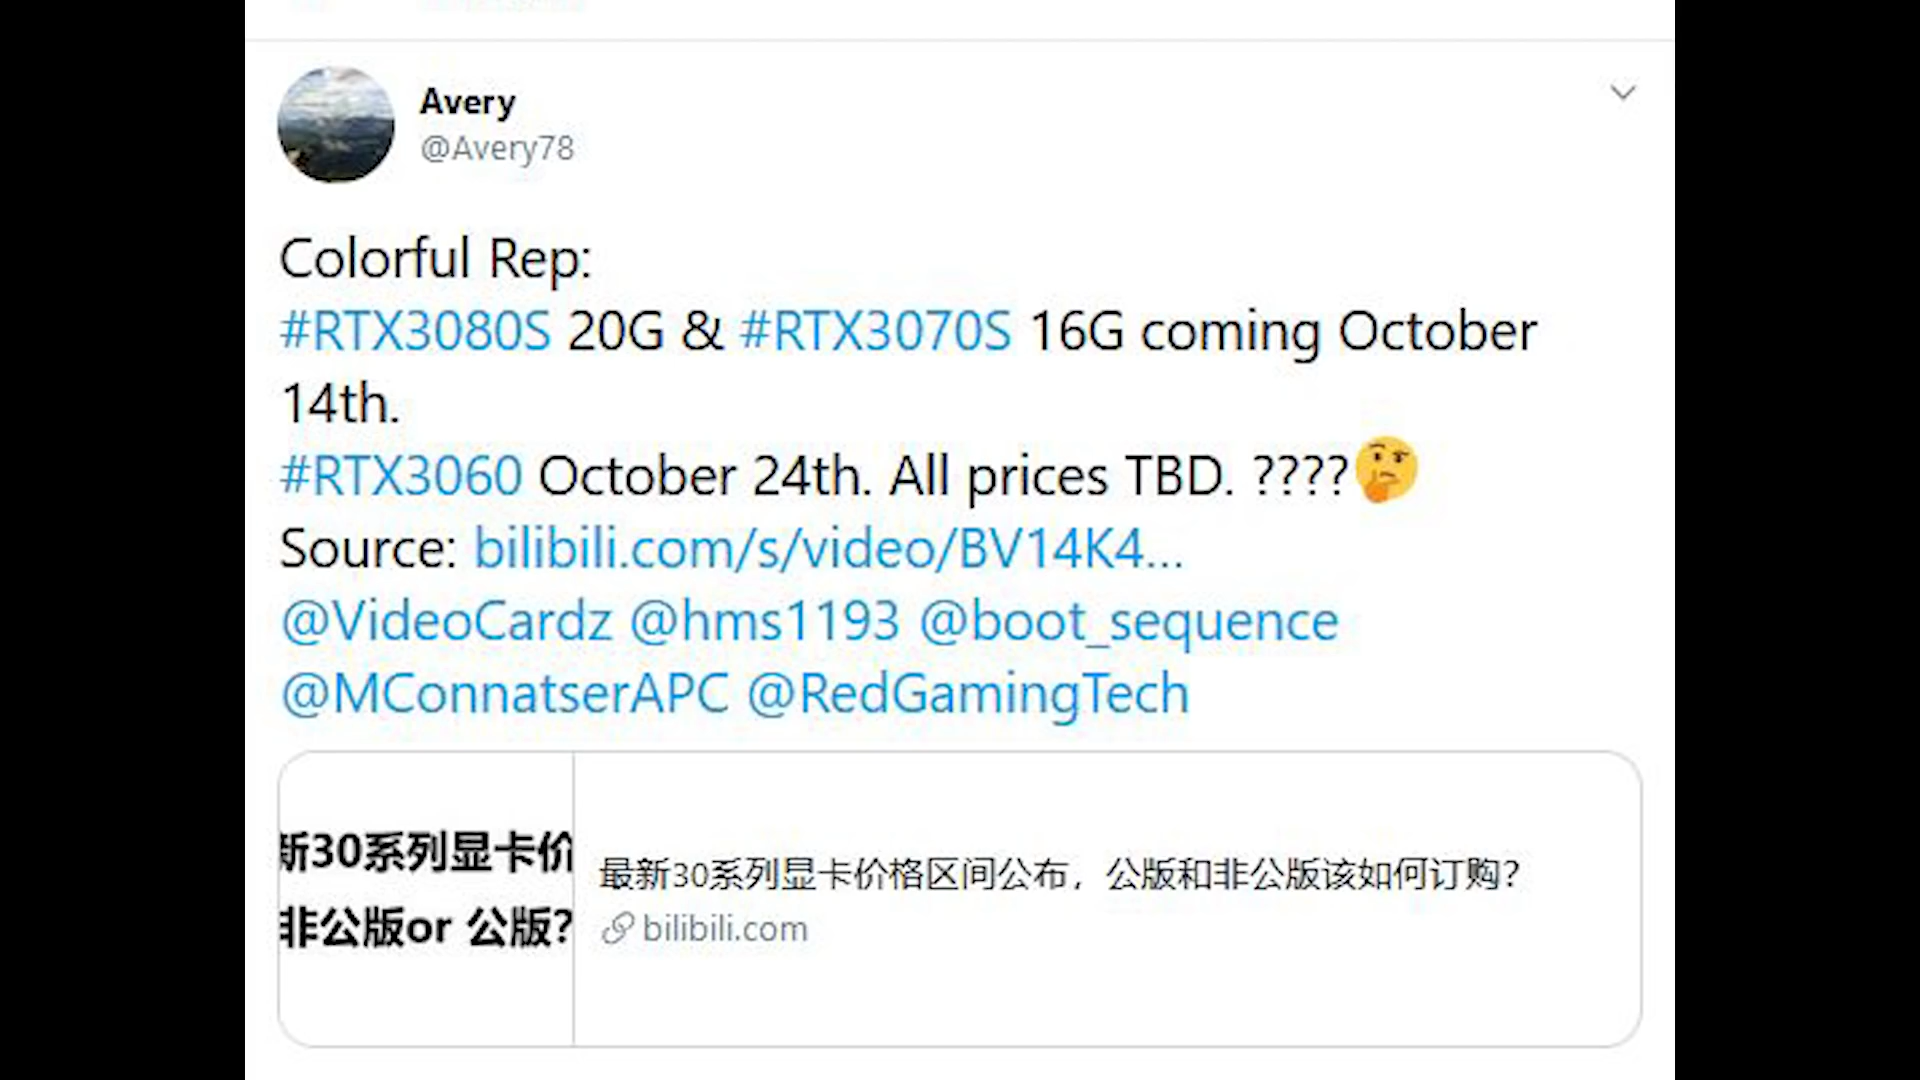 Avery
@Avery78
Colorful Rep:
#RTX3080S 20G & #RTX3070S 16G coming October
14th.
#RTX3060 October 24th. All prices TBD. ????🤔
Source: bilibili.com/s/video/BV14K4...
@VideoCardz @hms1193 @boot_sequence
@MConnatserAPC @RedGamingTech
新30系列显卡价
非公版or 公版?
最新30系列显卡价格区间公布，公版和非公版该如何订购?
bilibili.com